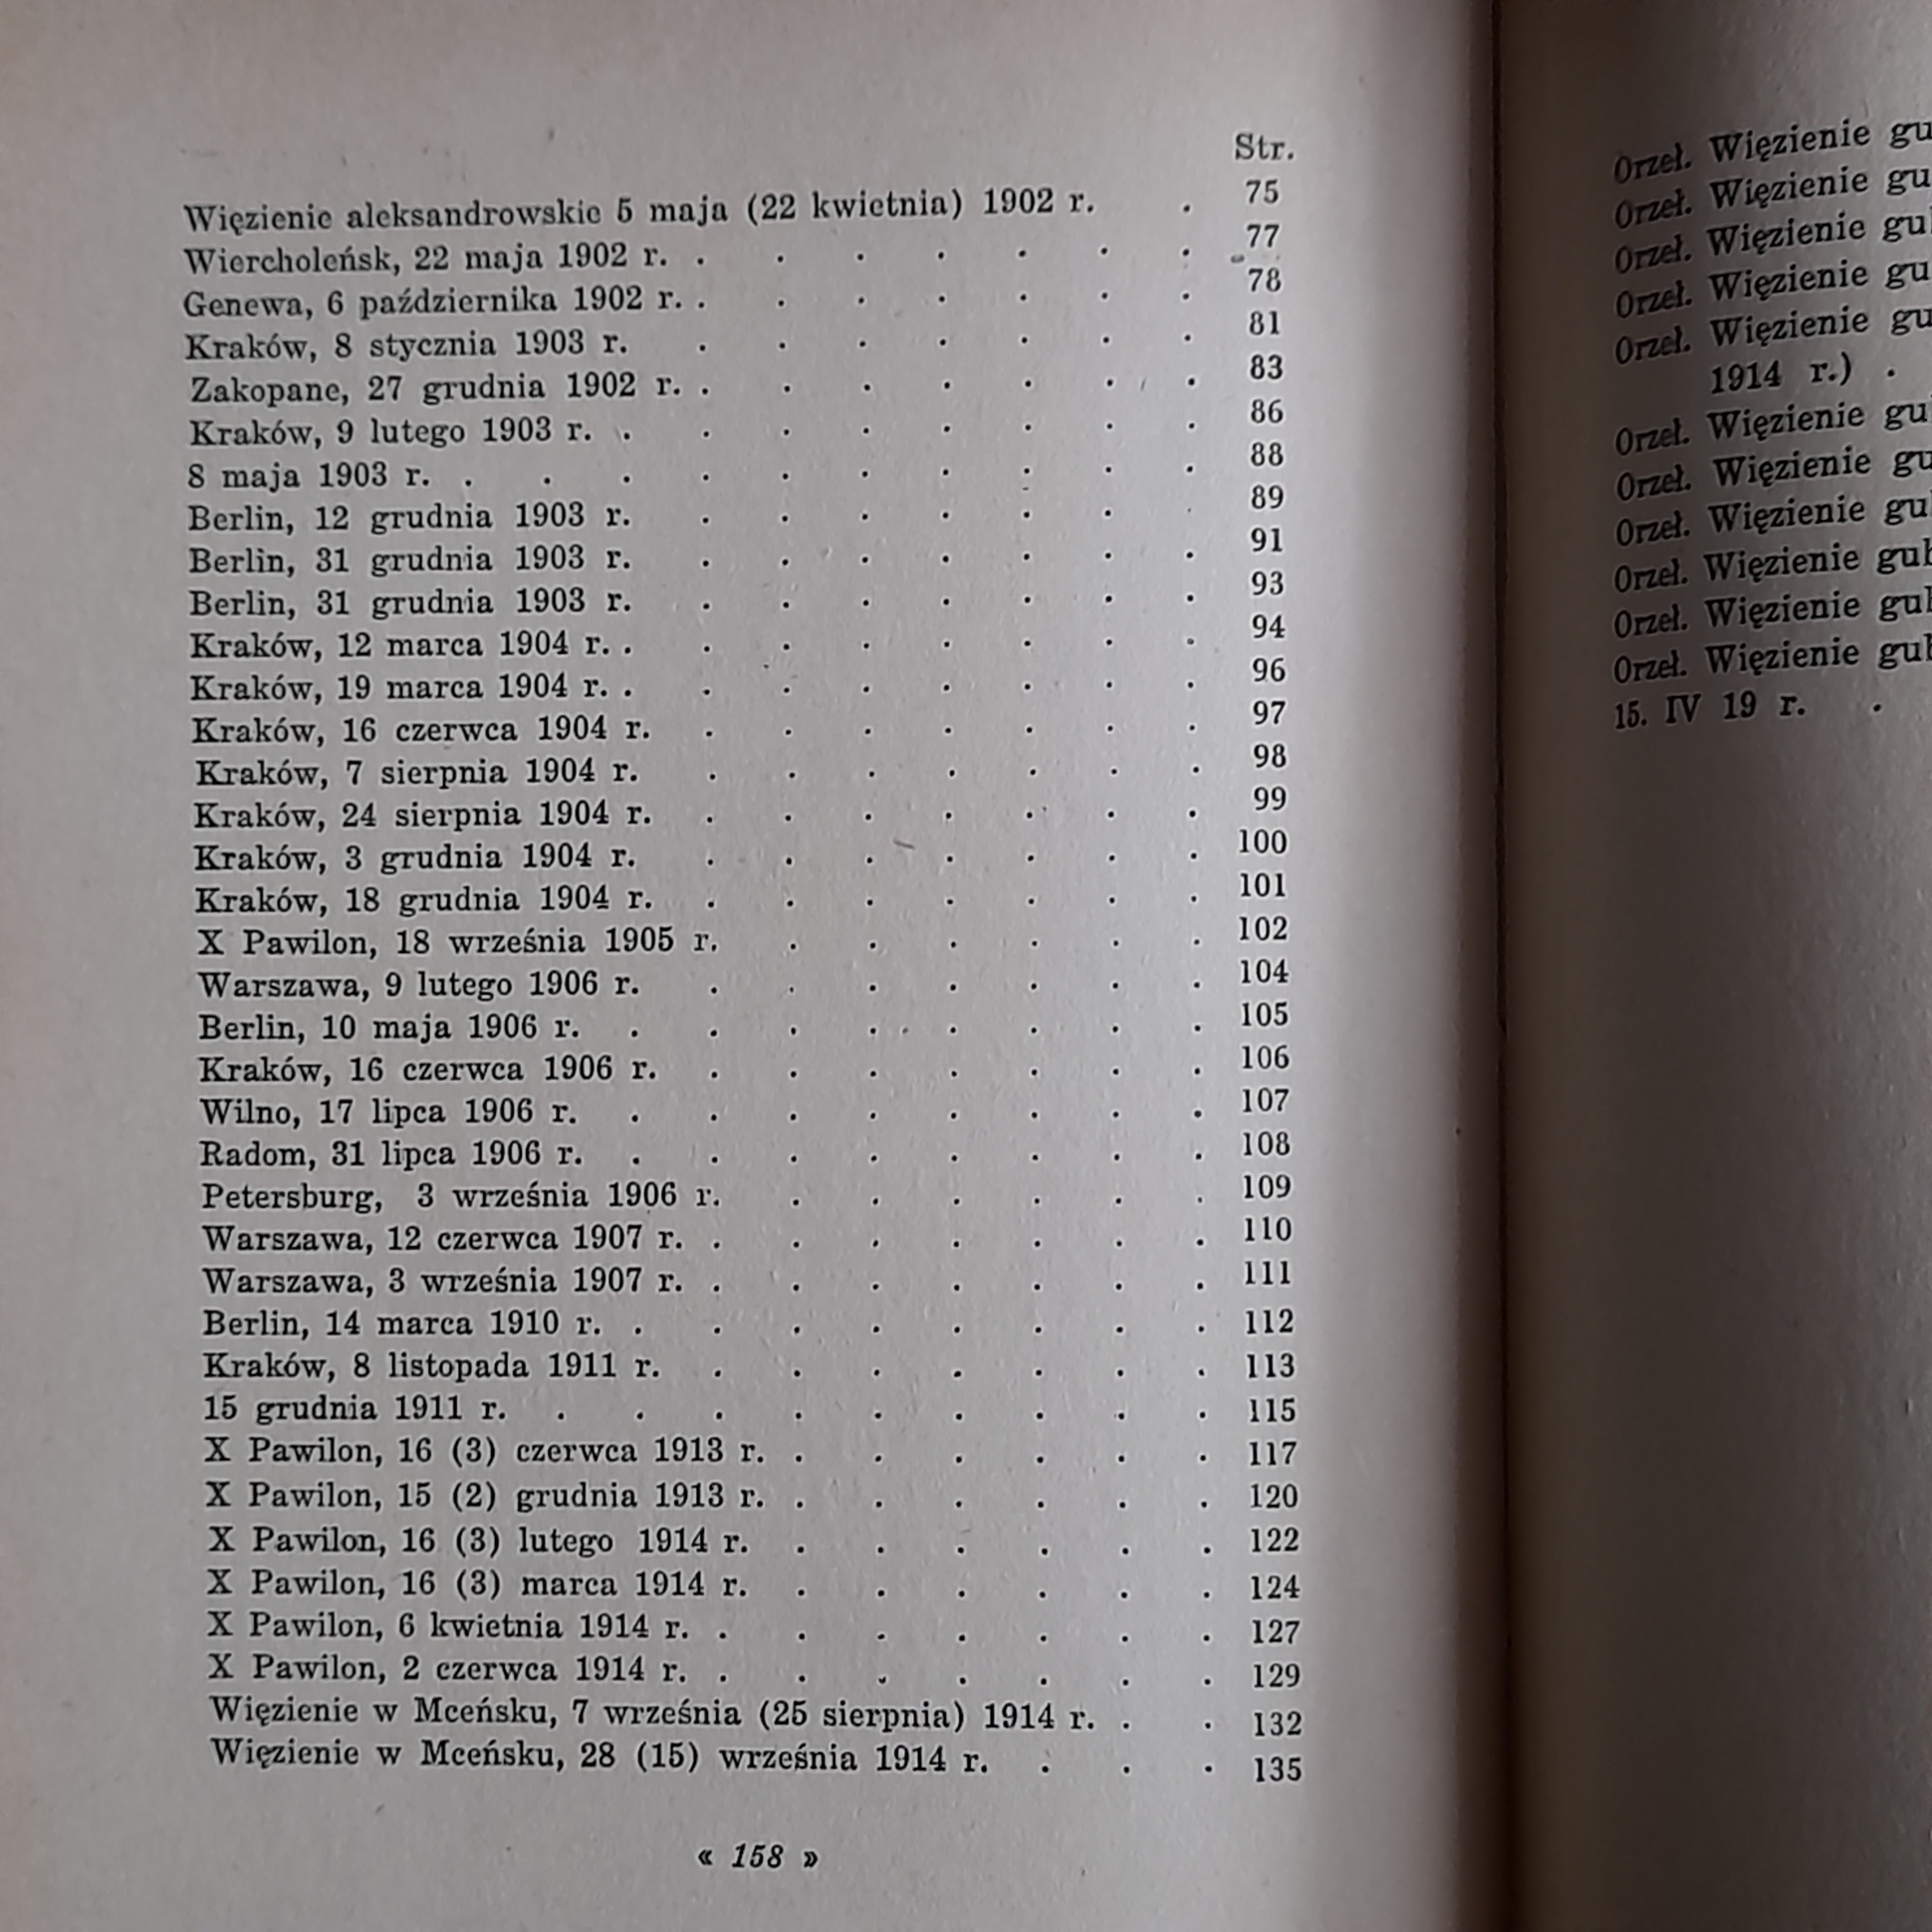 Str.
Więzienie aleksandrowskie 5 maja (22 kwietnia) 1902 r. . 75
Wiercholeńsk, 22 maja 1902 r. . . . . . . . 77
Genewa, 6 października 1902 r. . . . . . . . 78
Kraków, 8 stycznia 1903 r. . . . . . . . 81
Zakopane, 27 grudnia 1902 r. . . . . . . . 83
Kraków, 9 lutego 1903 r. . . . . . . . . 86
8 maja 1903 r. . . . . . . . . . . 88
Berlin, 12 grudnia 1903 r. . . . . . . . 89
Berlin, 31 grudnia 1903 r. . . . . . . . 91
Berlin, 31 grudnia 1903 r. . . . . . . . 93
Kraków, 12 marca 1904 r. . . . . . . . . 94
Kraków, 19 marca 1904 r. . . . . . . . . 96
Kraków, 16 czerwca 1904 r. . . . . . . . 97
Kraków, 7 sierpnia 1904 r. . . . . . . . 98
Kraków, 24 sierpnia 1904 r. . . . . . . . 99
Kraków, 3 grudnia 1904 r. . . . . . . . 100
Kraków, 18 grudnia 1904 r. . . . . . . . 101
X Pawilon, 18 września 1905 r. . . . . . . 102
Warszawa, 9 lutego 1906 r. . . . . . . . 104
Berlin, 10 maja 1906 r. . . . . . . . . 105
Kraków, 16 czerwca 1906 r. . . . . . . . 106
Wilno, 17 lipca 1906 r. . . . . . . . . 107
Radom, 31 lipca 1906 r. . . . . . . . . 108
Petersburg, 3 września 1906 r. . . . . . . 109
Warszawa, 12 czerwca 1907 r. . . . . . . . 110
Warszawa, 3 września 1907 r. . . . . . . . 111
Berlin, 14 marca 1910 r. . . . . . . . . 112
Kraków, 8 listopada 1911 r. . . . . . . . 113
15 grudnia 1911 r. . . . . . . . . . 115
X Pawilon, 16 (3) czerwca 1913 r. . . . . . . 117
X Pawilon, 15 (2) grudnia 1913 r. . . . . . . 120
X Pawilon, 16 (3) lutego 1914 r. . . . . . . 122
X Pawilon, 16 (3) marca 1914 r. . . . . . . 124
X Pawilon, 6 kwietnia 1914 r. . . . . . . . 127
X Pawilon, 2 czerwca 1914 r. . . . . . . . 129
Więzienie w Mceńsku, 7 września (25 sierpnia) 1914 r. . . 132
Więzienie w Mceńsku, 28 (15) września 1914 r. . . . 135
« 158 »
Orzeł. Więzienie
Orzeł. Więzienie
Orzeł. Więzienie
Orzeł. Więzienie
Orzeł. Więzienie
1914 r.) .
Orzeł. Więzienie
Orzeł. Więzienie
Orzeł. Więzienie
Orzeł. Więzienie
Orzeł. Więzienie
Orzeł. Więzienie
15. IV 19 r. .